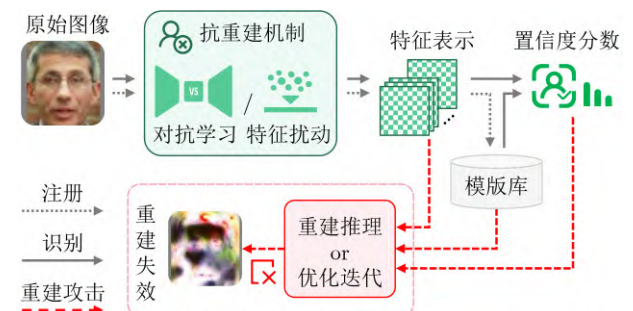 原始图像
抗重建机制
VS
/
对抗学习
特征扰动
特征表示
...
置信度分数
模版库
注册
识别
重建攻击
重建失效
重建推理
or
优化迭代